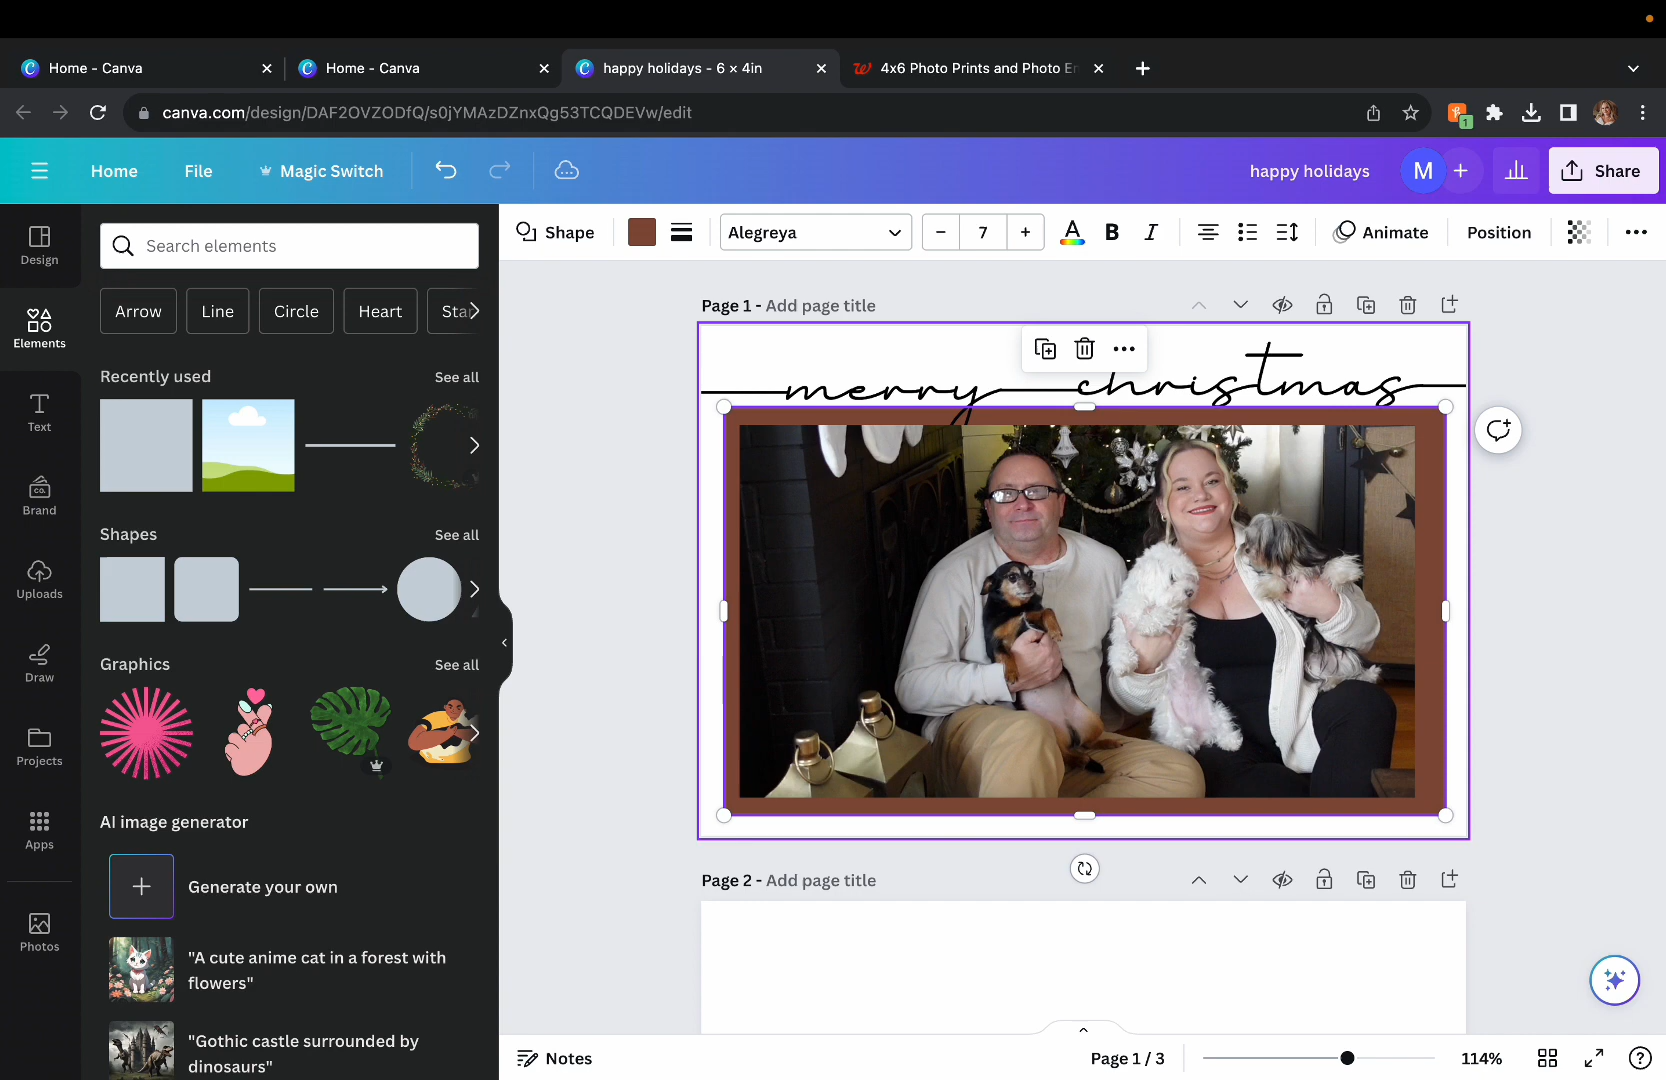 Home - Canva
Home - Canva
happy holidays - 6 × 4in
4x6 Photo Prints and Photo En
canva.com/design/DAF2OVZODfQ/s0jYMAzDZnxQg53TCQDEVw/edit
1
Home
File
Magic Switch
happy holidays
M
Share
Design
Elements
Text
Brand
Uploads
Draw
Projects
Apps
Photos
Search elements
Arrow
Line
Circle
Heart
Star
Recently used
See all
Shapes
See all
Graphics
See all
AI image generator
Generate your own
"A cute anime cat in a forest with
flowers"
"Gothic castle surrounded by
dinosaurs"
Shape
Alegreya
7
A
B
I
Animate
Position
Page 1 - Add page title
merry christmas
Page 2 - Add page title
Notes
Page 1 / 3
114%